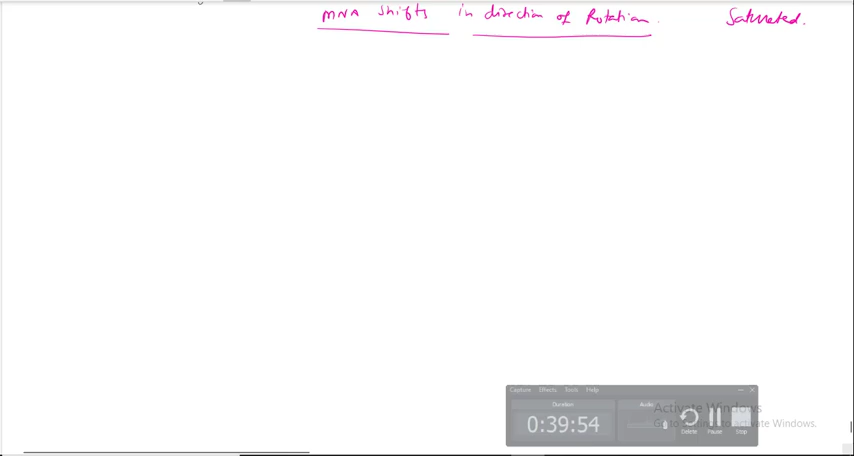 MNA shifts in direction of Rotation. Saturated.
Capture Effects Tools Help
Duration Audio
0:39:54
Delete Pause Stop
Activate Windows
Go to Settings to activate Windows.